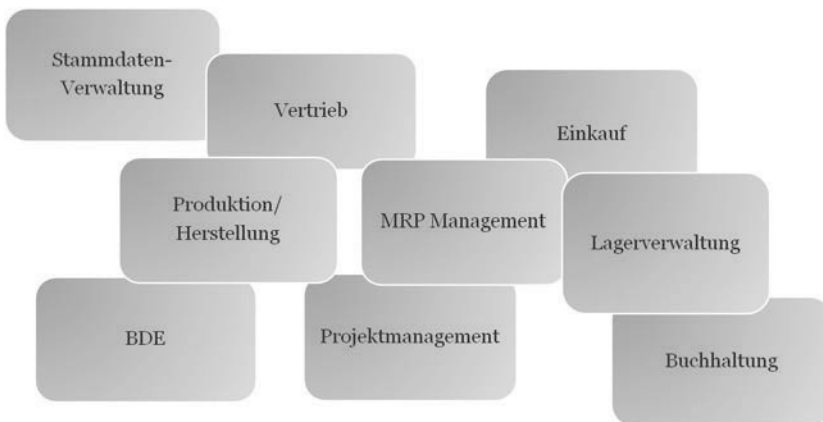 Stammdaten-
Verwaltung
Vertrieb
Einkauf
Produktion/
Herstellung
MRP Management
Lagerverwaltung
BDE
Projektmanagement
Buchhaltung